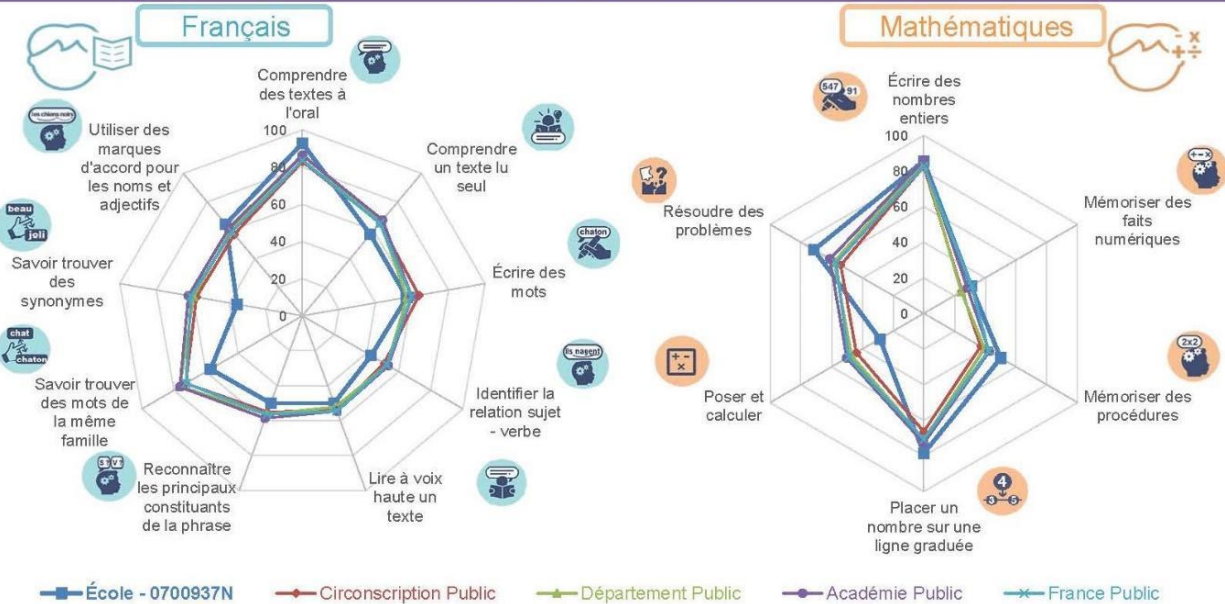 Français
Mathématiques
Comprendre
des textes à
l'oral
Comprendre
un texte lu
seul
chaton
Écrire des
mots
ils nagent
Identifier la
relation sujet
- verbe
Lire à voix
haute un
texte
S ? V ?
Reconnaître
les principaux
constituants
de la phrase
chat
chaton
Savoir trouver
des mots de
la même
famille
beau
joli
Savoir trouver
des
synonymes
les chiens noirs
Utiliser des
marques
d'accord pour
les noms et
adjectifs
100
80
60
40
20
0
- x
+ ÷
547
91
Écrire des
nombres
entiers
+ - x
Mémoriser des
faits
numériques
2x2
Mémoriser des
procédures
4
3
5
Placer un
nombre sur une
ligne graduée
+ -
x
Poser et
calculer
?
Résoudre des
problèmes
100
80
60
40
20
0
École - 0700937N
Circonscription Public
Département Public
Académie Public
France Public